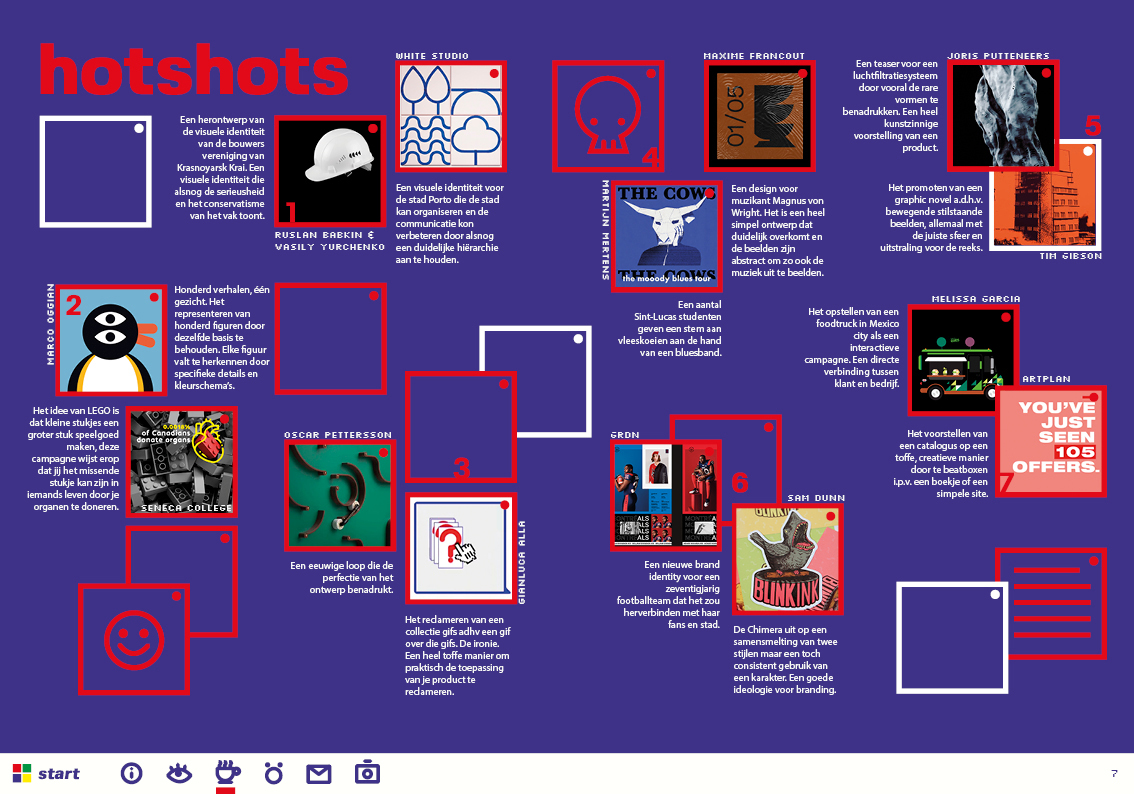 hotshots
Een herontwerp van
de visuele identiteit
van de bouwers
vereniging van
Krasnoyarsk Krai. Een
visuele identiteit die
alsnog de serieusheid
en het conservatisme
van het vak toont.
1
RUSLAN BABKIN &
VASILY YURCHENKO
WHITE STUDIO
Een visuele identiteit voor
de stad Porto die de stad
kan organiseren en de
communicatie kon
verbeteren door alsnog
een duidelijke hiërarchie
aan te houden.
4
MAXIME FRANCOUT
01/05
Een design voor
muzikant Magnus von
Wright. Het is een heel
simpel ontwerp dat
duidelijk overkomt en
de beelden zijn
abstract om zo ook de
muziek uit te beelden.
MARTIJN MERTENS
THE COWS
THE COWS
the mooody blues tour
Een aantal
Sint-Lucas studenten
geven een stem aan
vleeskoeien aan de hand
van een bluesband.
JORIS PUTTENEERS
Een teaser voor een
luchtfiltratiesysteem
door vooral de rare
vormen te
benadrukken. Een heel
kunstzinnige
voorstelling van een
product.
5
Het promoten van een
graphic novel a.d.h.v.
bewegende stilstaande
beelden, allemaal met
de juiste sfeer en
uitstraling voor de reeks.
TIM GIBSON
MARCO OGGIAN
2
Honderd verhalen, één
gezicht. Het
representeren van
honderd figuren door
dezelfde basis te
behouden. Elke figuur
valt te herkennen door
specifieke details en
kleurschema's.
Het idee van LEGO is
dat kleine stukjes een
groter stuk speelgoed
maken, deze
campagne wijst erop
dat jij het missende
stukje kan zijn in
iemands leven door je
organen te doneren.
0.0018%
of Canadians
donate organs
SENECA COLLEGE
OSCAR PETTERSSON
Een eeuwige loop die de
perfectie van het
ontwerp benadrukt.
3
GIANLUCA ALLA
Het reclameren van een
collectie gifs adhv een gif
over die gifs. De ironie.
Een heel toffe manier om
praktisch de toepassing
van je product te
reclameren.
GRDN
ALS
ALS
ALS
ALS
6
Een nieuwe brand
identity voor een
zeventigjarig
footballteam dat het zou
herverbinden met haar
fans en stad.
SAM DUNN
BLINKINK
De Chimera uit op een
samensmelting van twee
stijlen maar een toch
consistent gebruik van
een karakter. Een goede
ideologie voor branding.
MELISSA GARCIA
Het opstellen van een
foodtruck in Mexico
city als een
interactieve
campagne. Een directe
verbinding tussen
klant en bedrijf.
ARTPLAN
YOU'VE
JUST
SEEN
105
OFFERS.
7
Het voorstellen van
een catalogus op een
toffe, creatieve manier
door te beatboxen
i.p.v. een boekje of een
simpele site.
start
7